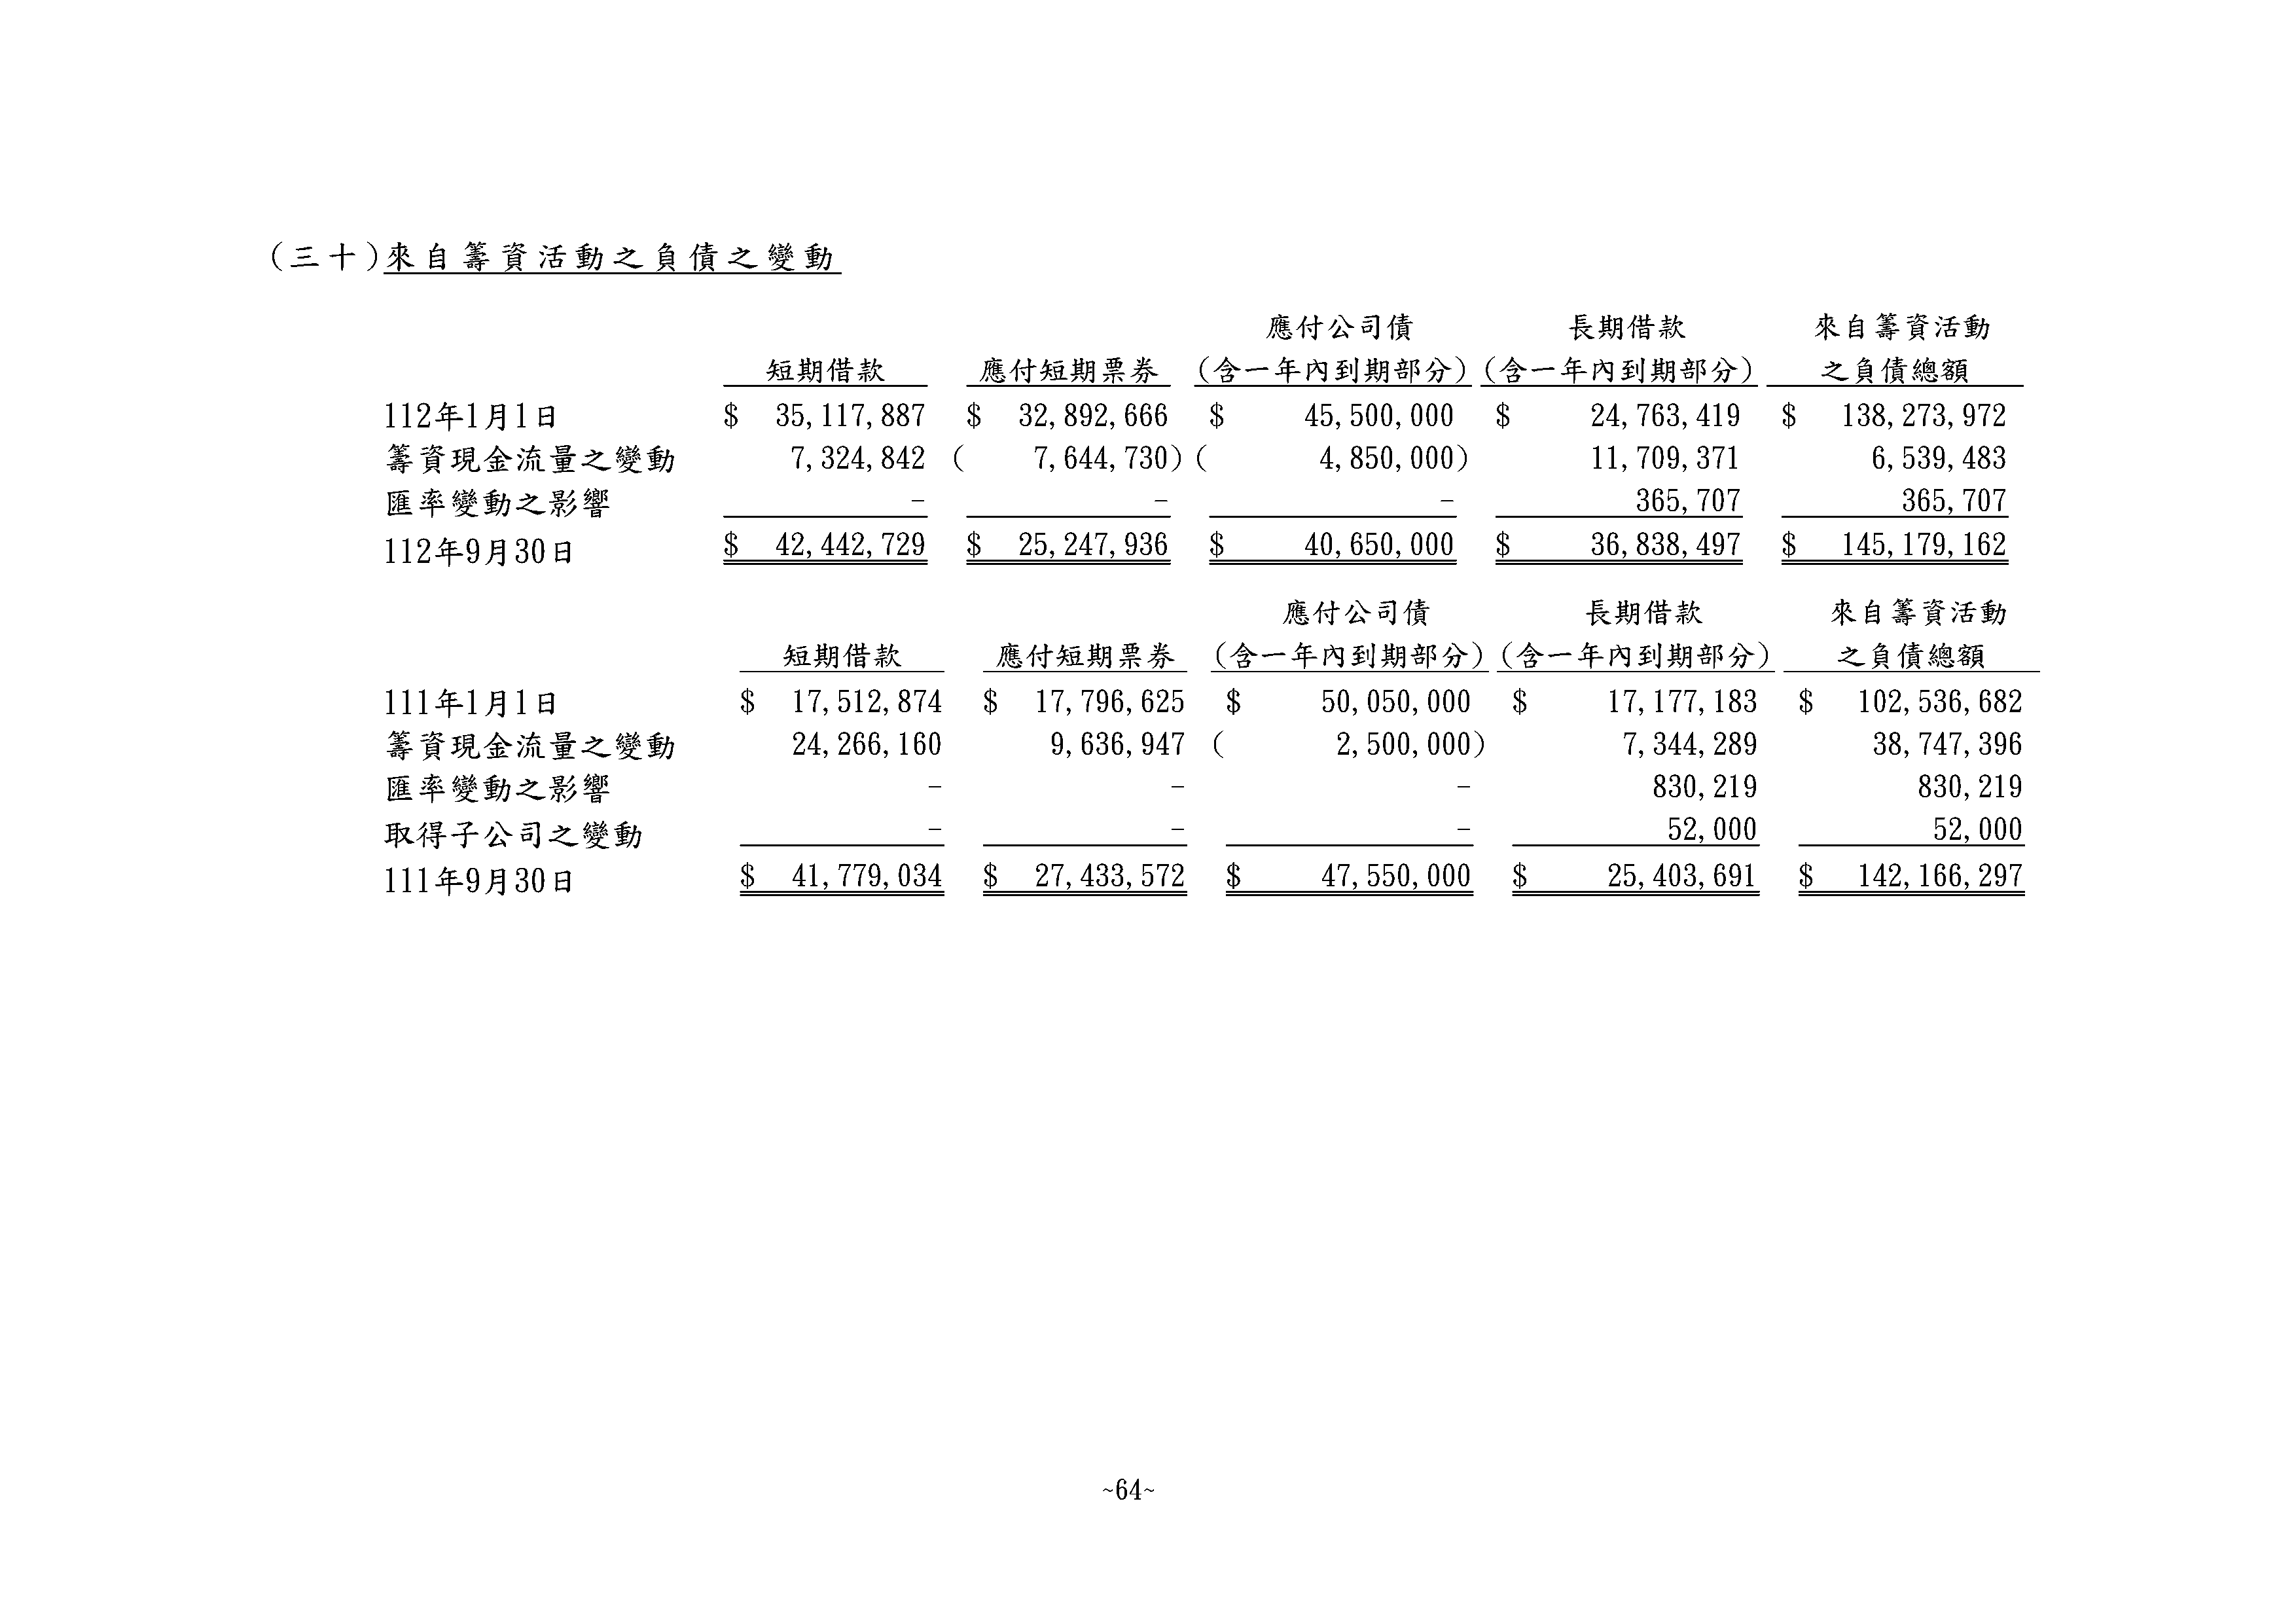 (三十)來自籌資活動之負債之變動
應付公司債 長期借款 來自籌資活動
短期借款 應付短期票券 (含一年內到期部分) (含一年內到期部分) 之負債總額
112年1月1日 $ 35,117,887 $ 32,892,666 $ 45,500,000 $ 24,763,419 $ 138,273,972
籌資現金流量之變動 7,324,842 ( 7,644,730) ( 4,850,000) 11,709,371 6,539,483
匯率變動之影響 - - - 365,707 365,707
112年9月30日 $ 42,442,729 $ 25,247,936 $ 40,650,000 $ 36,838,497 $ 145,179,162
應付公司債 長期借款 來自籌資活動
短期借款 應付短期票券 (含一年內到期部分) (含一年內到期部分) 之負債總額
111年1月1日 $ 17,512,874 $ 17,796,625 $ 50,050,000 $ 17,177,183 $ 102,536,682
籌資現金流量之變動 24,266,160 9,636,947 ( 2,500,000) 7,344,289 38,747,396
匯率變動之影響 - - - 830,219 830,219
取得子公司之變動 - - - 52,000 52,000
111年9月30日 $ 41,779,034 $ 27,433,572 $ 47,550,000 $ 25,403,691 $ 142,166,297
~64~